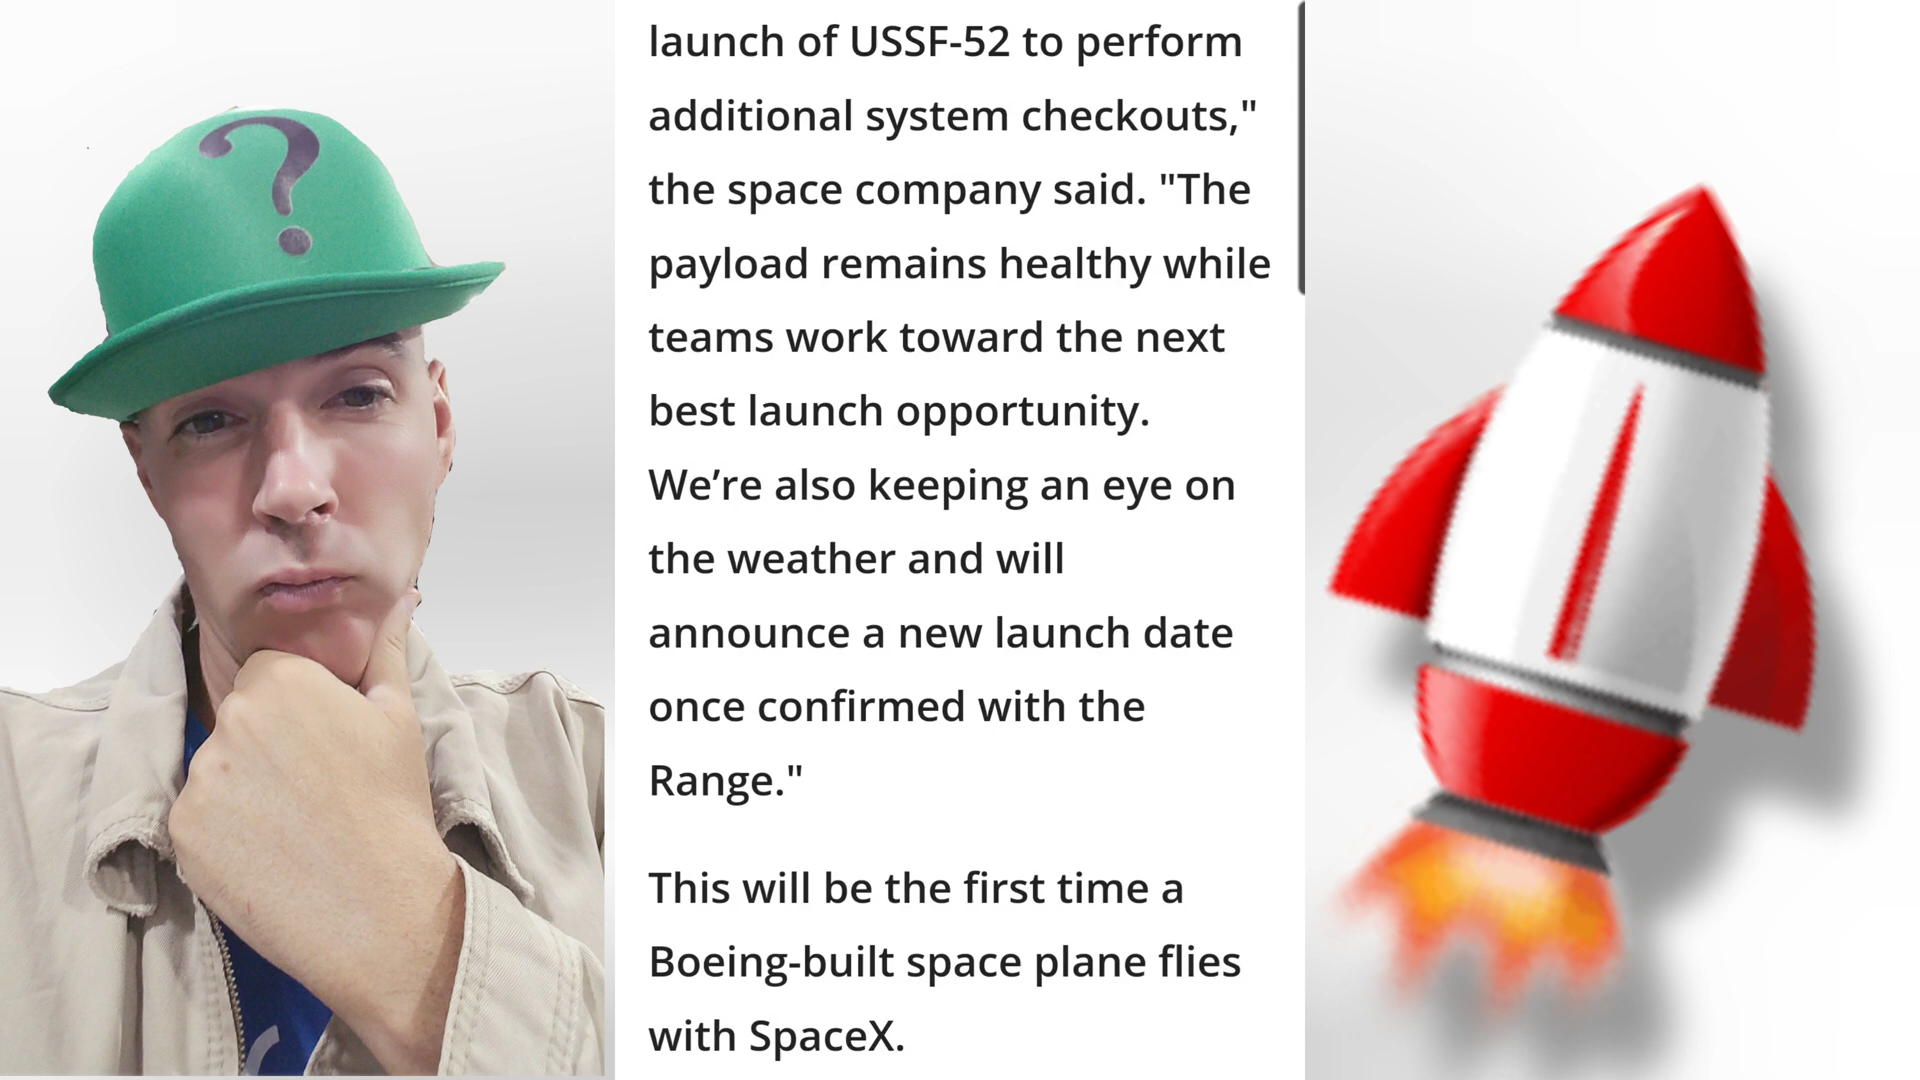 ?
launch of USSF-52 to perform
additional system checkouts,"
the space company said. "The
payload remains healthy while
teams work toward the next
best launch opportunity.
We’re also keeping an eye on
the weather and will
announce a new launch date
once confirmed with the
Range."
This will be the first time a
Boeing-built space plane flies
with SpaceX.